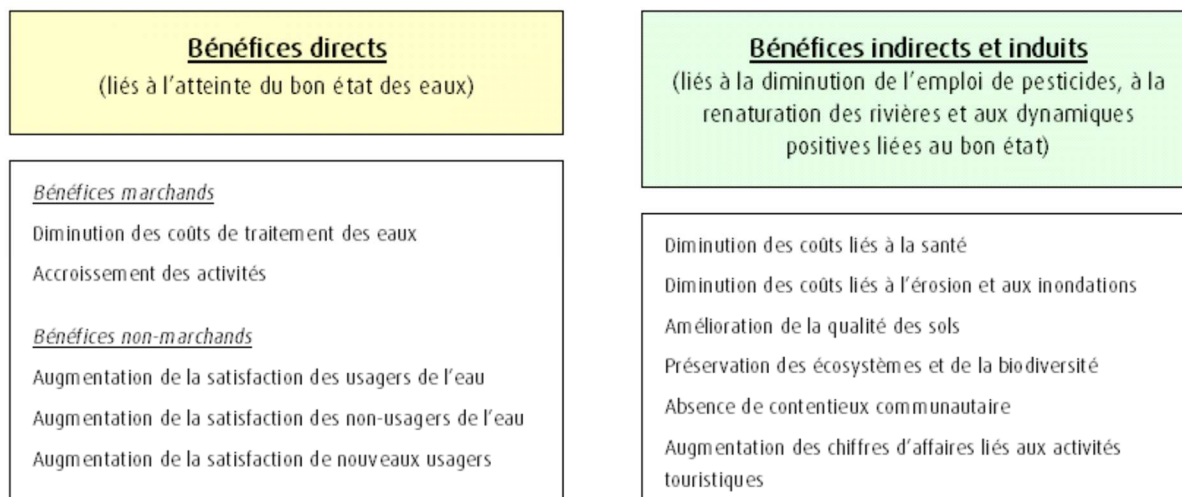 Bénéfices directs
(liés à l'atteinte du bon état des eaux)
Bénéfices marchands
Diminution des coûts de traitement des eaux
Accroissement des activités
Bénéfices non-marchands
Augmentation de la satisfaction des usagers de l'eau
Augmentation de la satisfaction des non-usagers de l'eau
Augmentation de la satisfaction de nouveaux usagers
Bénéfices indirects et induits
(liés à la diminution de l'emploi de pesticides, à la
renaturation des rivières et aux dynamiques
positives liées au bon état)
Diminution des coûts liés à la santé
Diminution des coûts liés à l'érosion et aux inondations
Amélioration de la qualité des sols
Préservation des écosystèmes et de la biodiversité
Absence de contentieux communautaire
Augmentation des chiffres d'affaires liés aux activités
touristiques